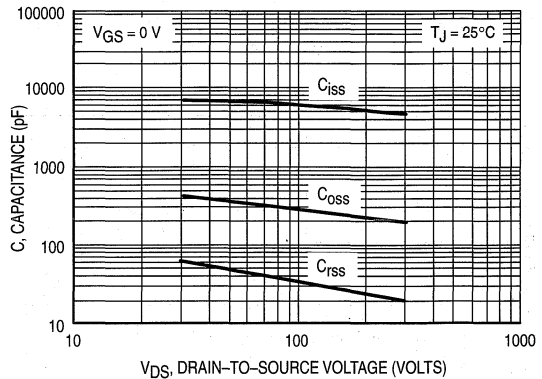 100000
VGS = 0 V
TJ = 25°C
10000
Ciss
1000
Coss
100
Crss
10
10
100
1000
C, CAPACITANCE (pF)
VDS, DRAIN–TO–SOURCE VOLTAGE (VOLTS)